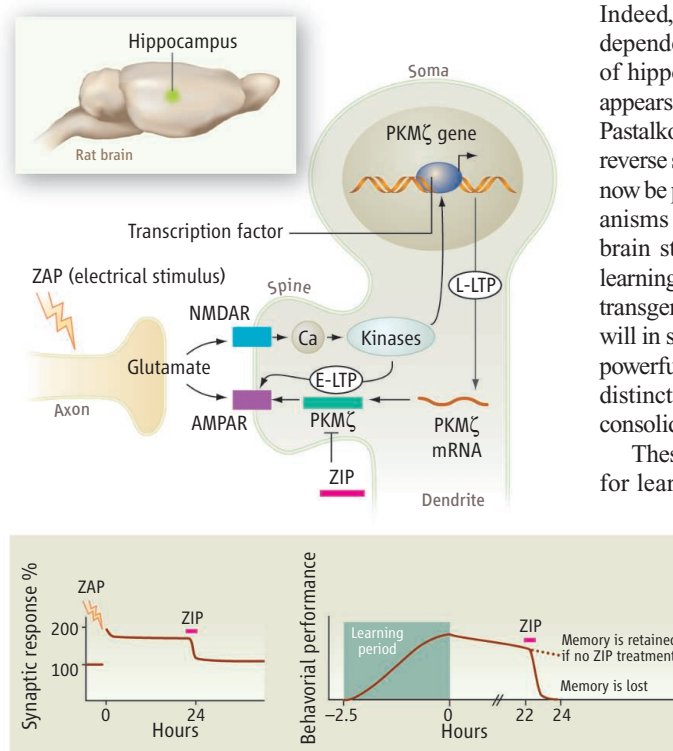 Hippocampus
Rat brain
Soma
PKMζ gene
Transcription factor
ZAP (electrical stimulus)
Spine
L-LTP
NMDAR
Ca
Kinases
Glutamate
E-LTP
Axon
AMPAR
PKMζ
PKMζ
mRNA
ZIP
Dendrite
Indeed,
depende
of hippo
appears
Pastalko
reverse s
now be p
anisms
brain st
learning
transgen
will in s
powerfu
distinct
consolid
Thes
for lear
Synaptic response %
ZAP
200
100
ZIP
0
24
Hours
Behavorial performance
Learning
period
ZIP
Memory is retained
if no ZIP treatment
Memory is lost
–2.5
0
22
24
Hours